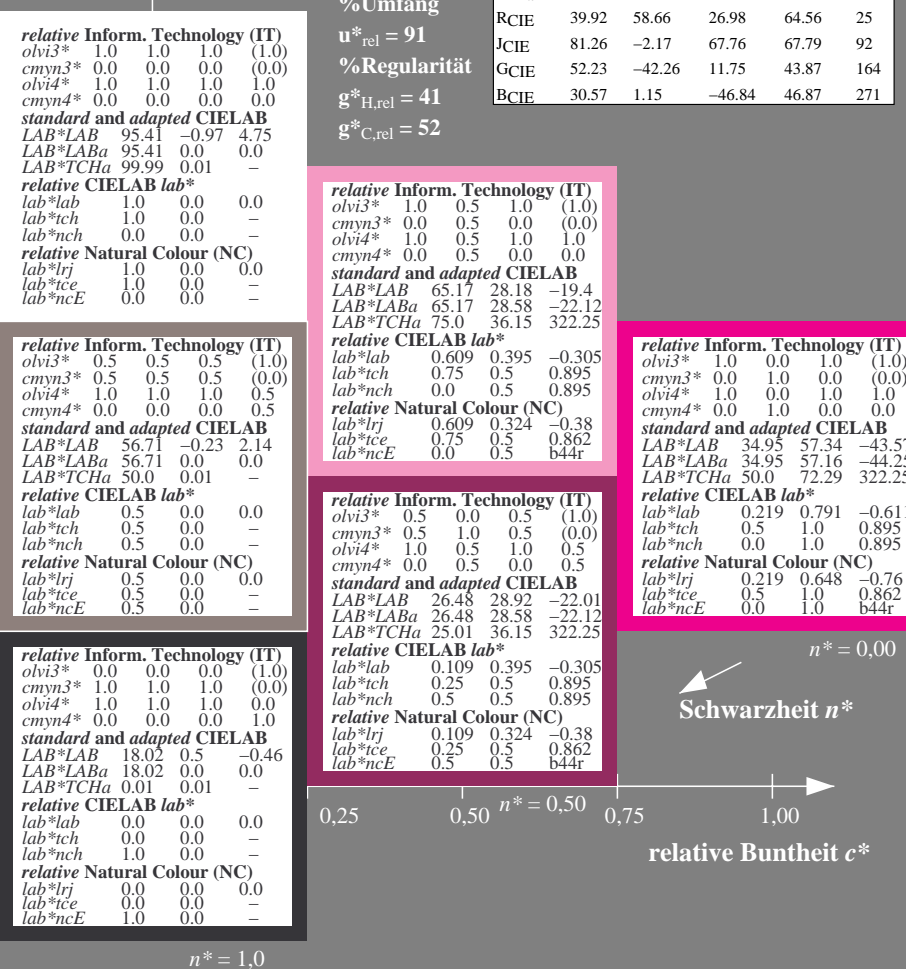 %Umfang
u*rel = 91
%Regularität
g*H,rel = 41
g*C,rel = 52
RCIE 39.92 58.66 26.98 64.56 25
JCIE 81.26 −2.17 67.76 67.79 92
GCIE 52.23 −42.26 11.75 43.87 164
BCIE 30.57 1.15 −46.84 46.87 271
relative Inform. Technology (IT)
olvi3* 1.0 1.0 1.0 (1.0)
cmyn3* 0.0 0.0 0.0 (0.0)
olvi4* 1.0 1.0 1.0 1.0
cmyn4* 0.0 0.0 0.0 0.0
standard and adapted CIELAB
LAB*LAB 95.41 −0.97 4.75
LAB*LABa 95.41 0.0 0.0
LAB*TCHa 99.99 0.01 –
relative CIELAB lab*
lab*lab 1.0 0.0 0.0
lab*tch 1.0 0.0 –
lab*nch 0.0 0.0 –
relative Natural Colour (NC)
lab*lrj 1.0 0.0 0.0
lab*tce 1.0 0.0 –
lab*ncE 0.0 0.0 –
relative Inform. Technology (IT)
olvi3* 1.0 0.5 1.0 (1.0)
cmyn3* 0.0 0.5 0.0 (0.0)
olvi4* 1.0 0.5 1.0 1.0
cmyn4* 0.0 0.5 0.0 0.0
standard and adapted CIELAB
LAB*LAB 65.17 28.18 −19.4
LAB*LABa 65.17 28.58 −22.12
LAB*TCHa 75.0 36.15 322.25
relative CIELAB lab*
lab*lab 0.609 0.395 −0.305
lab*tch 0.75 0.5 0.895
lab*nch 0.0 0.5 0.895
relative Natural Colour (NC)
lab*lrj 0.609 0.324 −0.38
lab*tce 0.75 0.5 0.862
lab*ncE 0.0 0.5 b44r
relative Inform. Technology (IT)
olvi3* 0.5 0.5 0.5 (1.0)
cmyn3* 0.5 0.5 0.5 (0.0)
olvi4* 1.0 1.0 1.0 0.5
cmyn4* 0.0 0.0 0.0 0.5
standard and adapted CIELAB
LAB*LAB 56.71 −0.23 2.14
LAB*LABa 56.71 0.0 0.0
LAB*TCHa 50.0 0.01 –
relative CIELAB lab*
lab*lab 0.5 0.0 0.0
lab*tch 0.5 0.0 –
lab*nch 0.5 0.0 –
relative Natural Colour (NC)
lab*lrj 0.5 0.0 0.0
lab*tce 0.5 0.0 –
lab*ncE 0.5 0.0 –
relative Inform. Technology (IT)
olvi3* 1.0 0.0 1.0 (1.0)
cmyn3* 0.0 1.0 0.0 (0.0)
olvi4* 1.0 0.0 1.0 1.0
cmyn4* 0.0 1.0 0.0 0.0
standard and adapted CIELAB
LAB*LAB 34.95 57.34 −43.57
LAB*LABa 34.95 57.16 −44.25
LAB*TCHa 50.0 72.29 322.25
relative CIELAB lab*
lab*lab 0.219 0.791 −0.61
lab*tch 0.5 1.0 0.895
lab*nch 0.0 1.0 0.895
relative Natural Colour (NC)
lab*lrj 0.219 0.648 −0.76
lab*tce 0.5 1.0 0.862
lab*ncE 0.0 1.0 b44r
relative Inform. Technology (IT)
olvi3* 0.5 0.0 0.5 (1.0)
cmyn3* 0.5 1.0 0.5 (0.0)
olvi4* 1.0 0.5 1.0 0.5
cmyn4* 0.0 0.5 0.0 0.5
standard and adapted CIELAB
LAB*LAB 26.48 28.92 −22.01
LAB*LABa 26.48 28.58 −22.12
LAB*TCHa 25.01 36.15 322.25
relative CIELAB lab*
lab*lab 0.109 0.395 −0.305
lab*tch 0.25 0.5 0.895
lab*nch 0.5 0.5 0.895
relative Natural Colour (NC)
lab*lrj 0.109 0.324 −0.38
lab*tce 0.25 0.5 0.862
lab*ncE 0.5 0.5 b44r
relative Inform. Technology (IT)
olvi3* 0.0 0.0 0.0 (1.0)
cmyn3* 1.0 1.0 1.0 (0.0)
olvi4* 1.0 1.0 1.0 0.0
cmyn4* 0.0 0.0 0.0 1.0
standard and adapted CIELAB
LAB*LAB 18.02 0.5 −0.46
LAB*LABa 18.02 0.0 0.0
LAB*TCHa 0.01 0.01 –
relative CIELAB lab*
lab*lab 0.0 0.0 0.0
lab*tch 0.0 0.0 –
lab*nch 1.0 0.0 –
relative Natural Colour (NC)
lab*lrj 0.0 0.0 0.0
lab*tce 0.0 0.0 –
lab*ncE 1.0 0.0 –
n* = 0,00
Schwarzheit n*
0,25 0,50 n* = 0,50 0,75 1,00
relative Buntheit c*
n* = 1,0